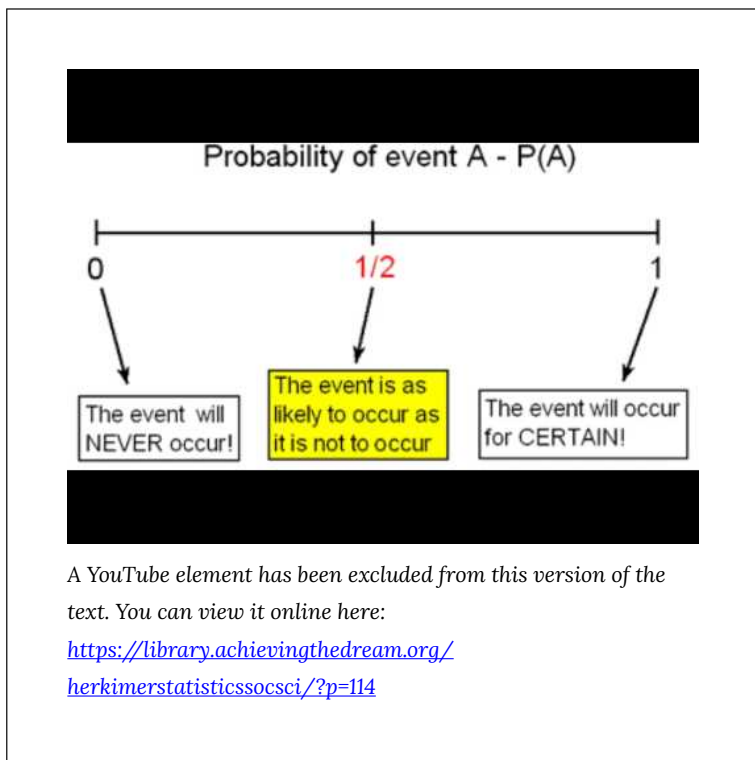 Probability of event A - P(A)
0 1/2 1
The event will
NEVER occur!
The event is as
likely to occur as
it is not to occur
The event will occur
for CERTAIN!
A YouTube element has been excluded from this version of the
text. You can view it online here:
https://library.achievingthedream.org/
herkimerstatisticssocsci/?p=114